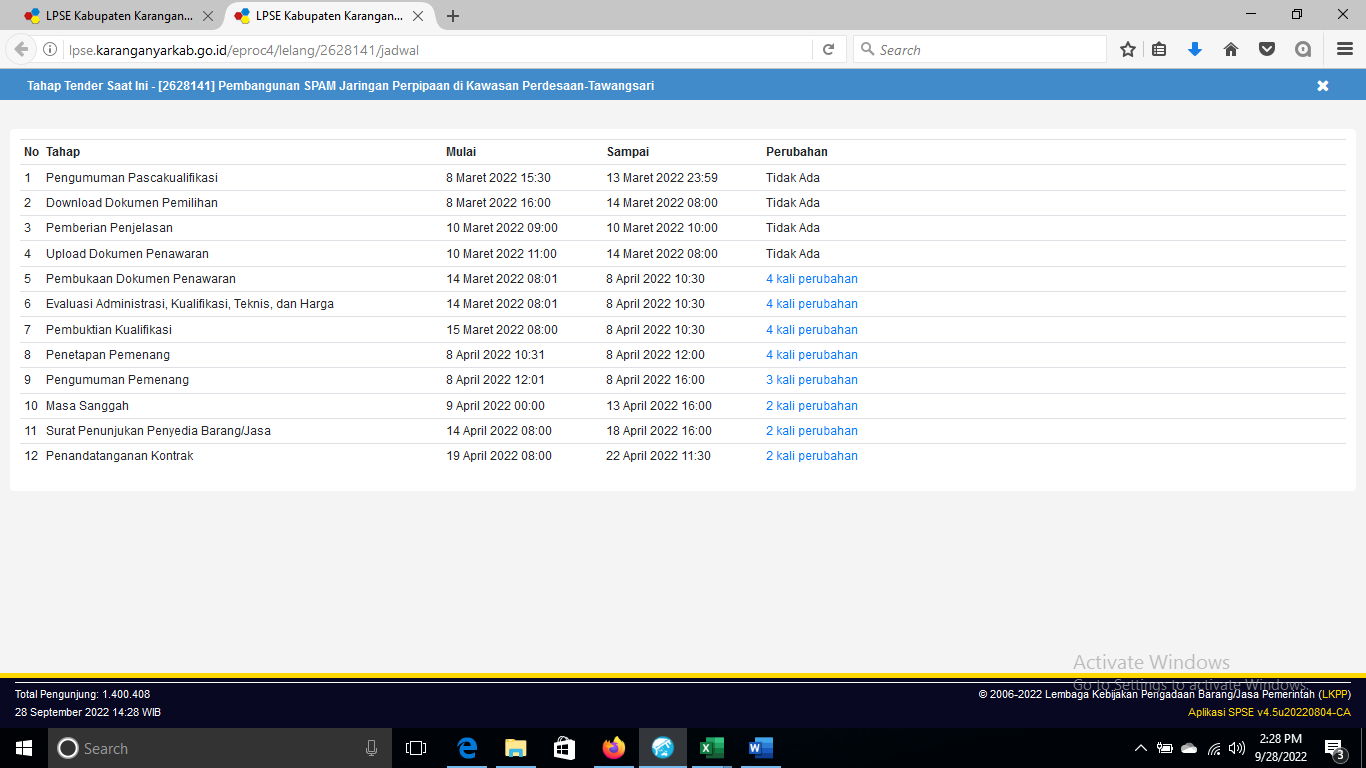 LPSE Kabupaten Karangan...
LPSE Kabupaten Karangan...
lpse.karanganyarkab.go.id/eproc4/lelang/2628141/jadwal
Search
Tahap Tender Saat Ini - [2628141] Pembangunan SPAM Jaringan Perpipaan di Kawasan Perdesaan-Tawangsari
No Tahap Mulai Sampai Perubahan
1 Pengumuman Pascakualifikasi 8 Maret 2022 15:30 13 Maret 2022 23:59 Tidak Ada
2 Download Dokumen Pemilihan 8 Maret 2022 16:00 14 Maret 2022 08:00 Tidak Ada
3 Pemberian Penjelasan 10 Maret 2022 09:00 10 Maret 2022 10:00 Tidak Ada
4 Upload Dokumen Penawaran 10 Maret 2022 11:00 14 Maret 2022 08:00 Tidak Ada
5 Pembukaan Dokumen Penawaran 14 Maret 2022 08:01 8 April 2022 10:30 4 kali perubahan
6 Evaluasi Administrasi, Kualifikasi, Teknis, dan Harga 14 Maret 2022 08:01 8 April 2022 10:30 4 kali perubahan
7 Pembuktian Kualifikasi 15 Maret 2022 08:00 8 April 2022 10:30 4 kali perubahan
8 Penetapan Pemenang 8 April 2022 10:31 8 April 2022 12:00 4 kali perubahan
9 Pengumuman Pemenang 8 April 2022 12:01 8 April 2022 16:00 3 kali perubahan
10 Masa Sanggah 9 April 2022 00:00 13 April 2022 16:00 2 kali perubahan
11 Surat Penunjukan Penyedia Barang/Jasa 14 April 2022 08:00 18 April 2022 16:00 2 kali perubahan
12 Penandatanganan Kontrak 19 April 2022 08:00 22 April 2022 11:30 2 kali perubahan
Activate Windows
Go to Settings to activate Windows.
Total Pengunjung: 1.400.408
© 2006-2022 Lembaga Kebijakan Pengadaan Barang/Jasa Pemerintah (LKPP)
28 September 2022 14:28 WIB
Aplikasi SPSE v4.5u20220804-CA
Search
2:28 PM
9/28/2022
3